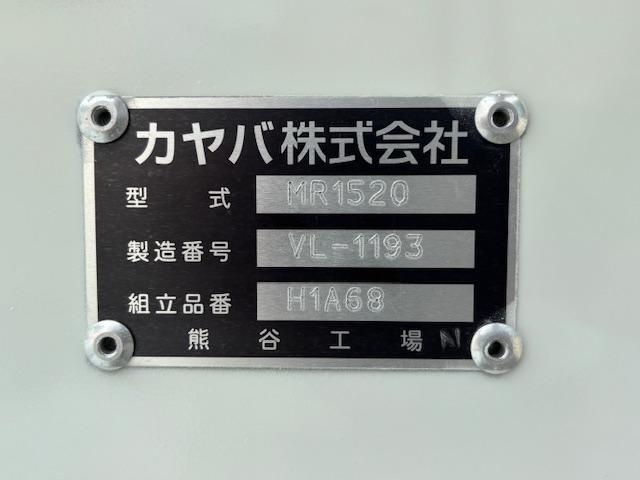 カヤバ株式会社
型 式 MR1520
製造番号 VL-1193
組立品番 H1A68
熊谷工場